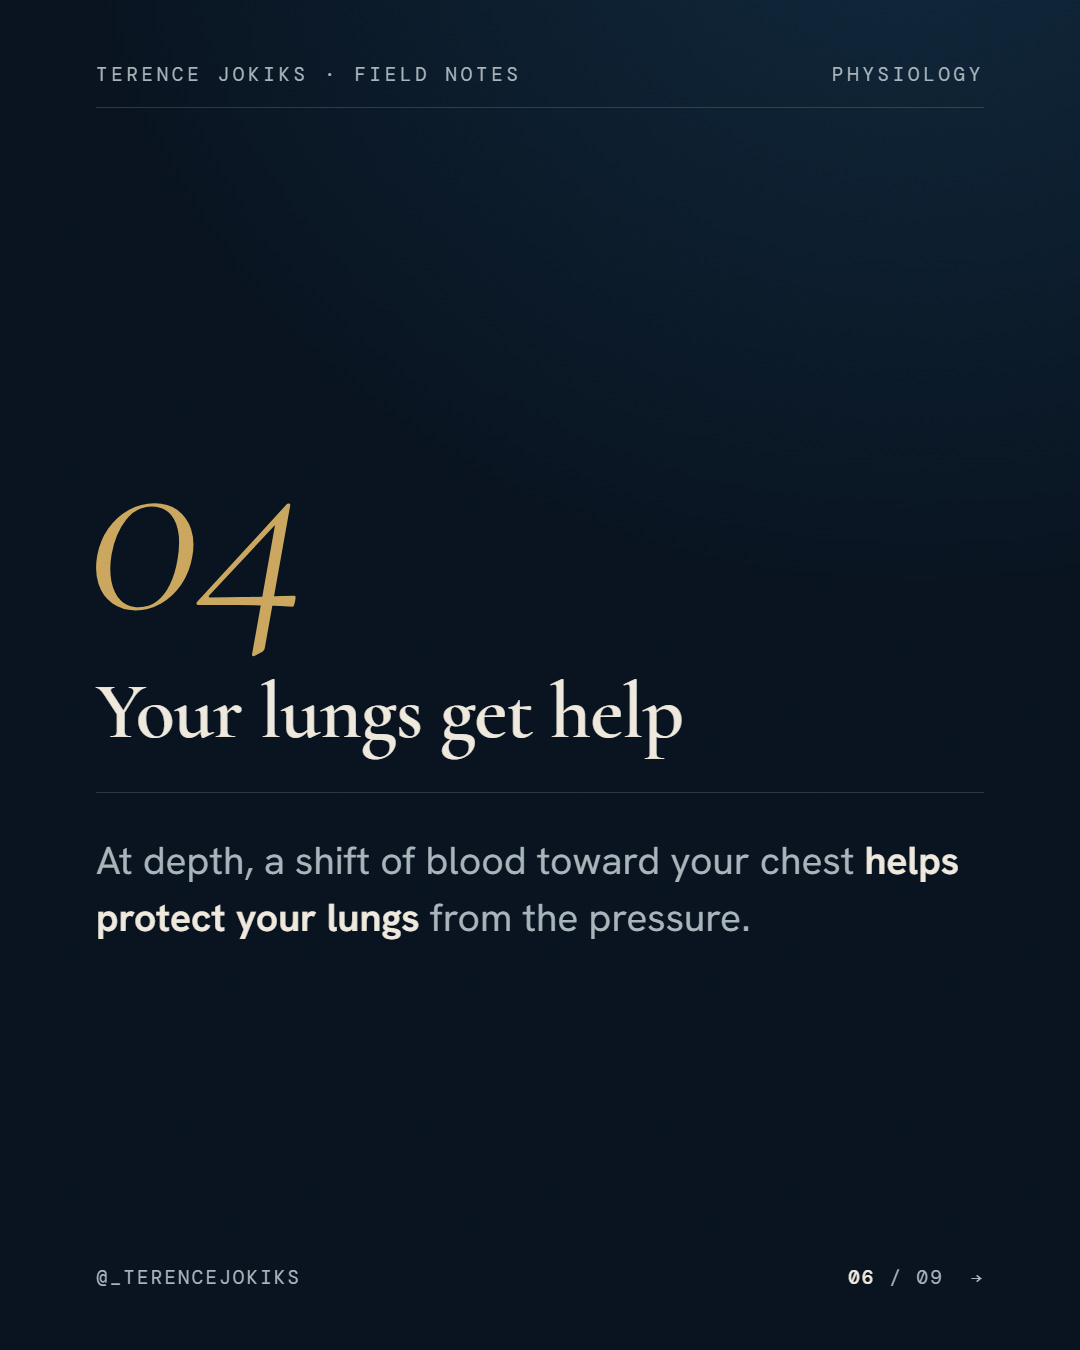 TERENCE JOKIKS · FIELD NOTES
PHYSIOLOGY
04
Your lungs get help
At depth, a shift of blood toward your chest helps
protect your lungs from the pressure.
@_TERENCEJOKIKS
06 / 09 →